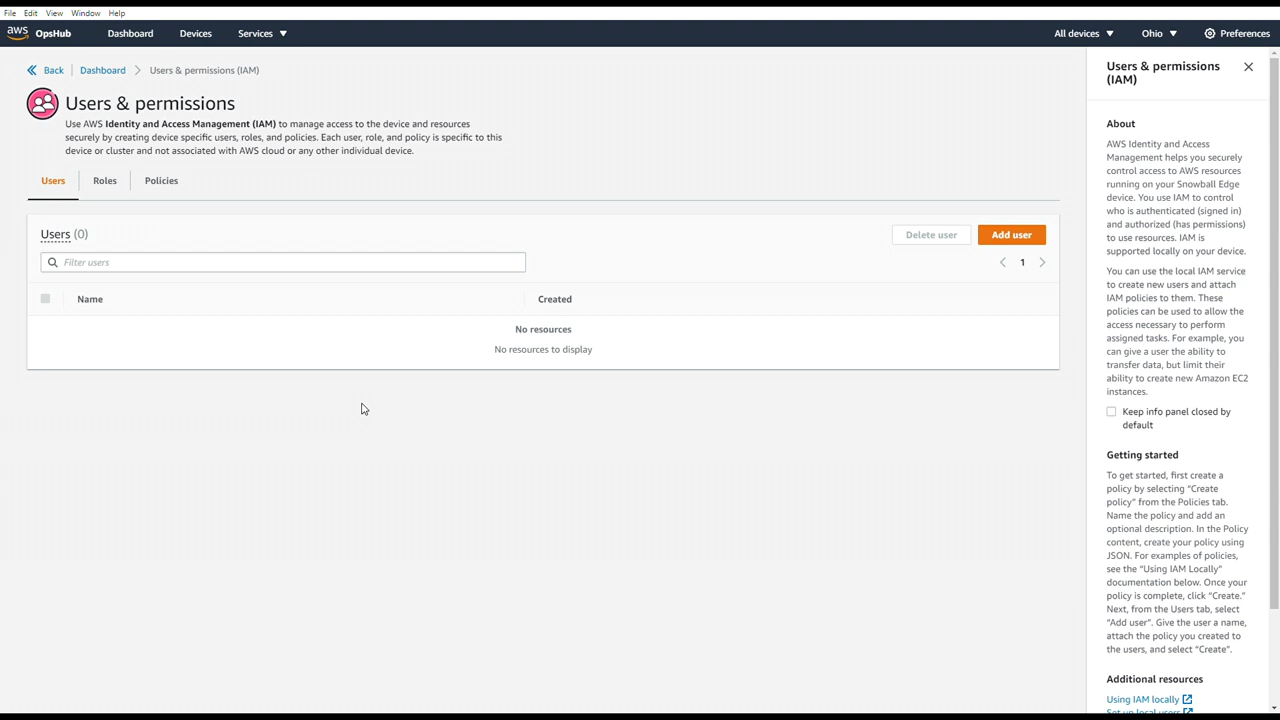 File Edit View Window Help
aws OpsHub Dashboard Devices Services All devices Ohio Preferences
Back Dashboard Users & permissions (IAM)
Users & permissions
Use AWS Identity and Access Management (IAM) to manage access to the device and resources
securely by creating device specific users, roles, and policies. Each user, role, and policy is specific to this
device or cluster and not associated with AWS cloud or any other individual device.
Users Roles Policies
Users (0) Delete user Add user
Filter users 1
Name Created
No resources
No resources to display
Users & permissions
(IAM)
About
AWS Identity and Access
Management helps you securely
control access to AWS resources
running on your Snowball Edge
device. You use IAM to control
who is authenticated (signed in)
and authorized (has permissions)
to use resources. IAM is
supported locally on your device.
You can use the local IAM service
to create new users and attach
IAM policies to them. These
policies can be used to allow the
access necessary to perform
assigned tasks. For example, you
can give a user the ability to
transfer data, but limit their
ability to create new Amazon EC2
instances.
Keep info panel closed by
default
Getting started
To get started, first create a
policy by selecting “Create
policy” from the Policies tab.
Name the policy and add an
optional description. In the Policy
content, create your policy using
JSON. For examples of policies,
see the “Using IAM Locally”
documentation below. Once your
policy is complete, click “Create.”
Next, from the Users tab, select
“Add user”. Give the user a name,
attach the policy you created to
the users, and select “Create”.
Additional resources
Using IAM locally
Set up local users